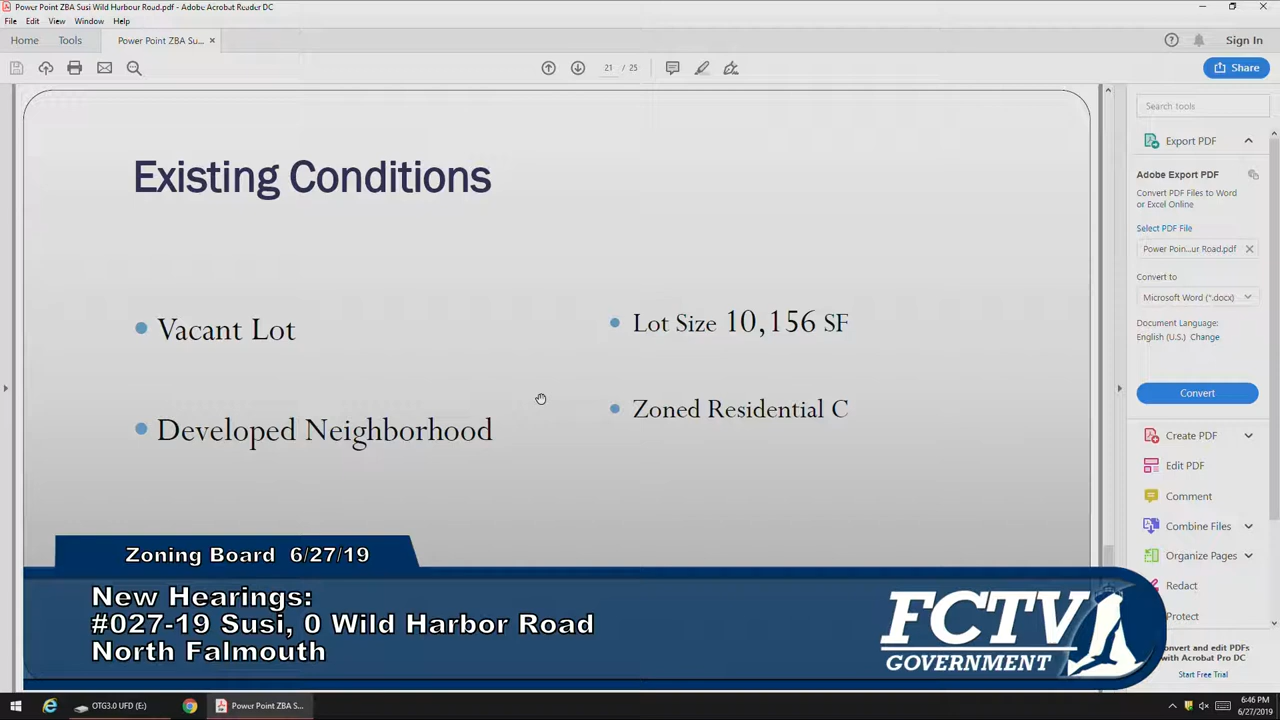 Power Point ZBA Susi Wild Harbour Road.pdf - Adobe Acrobat Reader DC
File Edit View Window Help
Home Tools Power Point ZBA Su... × Sign In
21 / 25 Share
Existing Conditions
Vacant Lot
Developed Neighborhood
Lot Size 10,156 SF
Zoned Residential C
Search tools
Export PDF
Adobe Export PDF
Convert PDF Files to Word
or Excel Online
Select PDF File
Power Poin...ur Road.pdf
Convert to
Microsoft Word (*.docx)
Document Language:
English (U.S.) Change
Convert
Create PDF
Edit PDF
Comment
Combine Files
Organize Pages
Redact
Protect
onvert and edit PDFs
with Acrobat Pro DC
Start Free Trial
Zoning Board 6/27/19
New Hearings:
#027-19 Susi, 0 Wild Harbor Road
North Falmouth
FCTV
GOVERNMENT
OTG3.0 UFD (E:)
Power Point ZBA S...
6:46 PM
6/27/2019